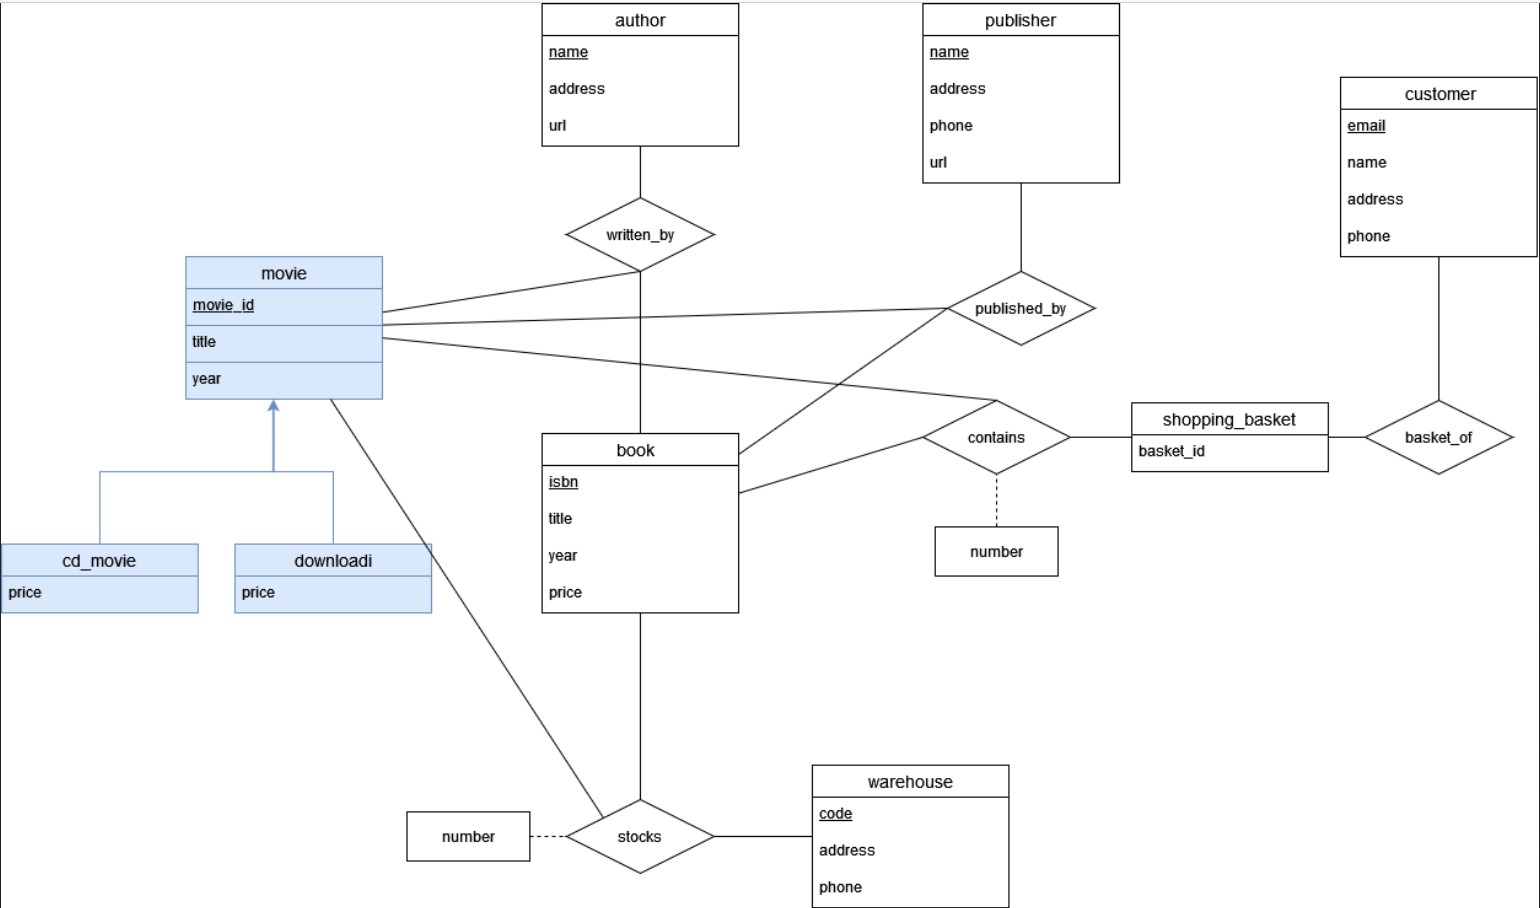 author
name
address
url
publisher
name
address
phone
url
customer
email
name
address
phone
written_by
movie
movie_id
title
year
published_by
book
isbn
title
year
price
contains
shopping_basket
basket_id
basket_of
number
cd_movie
price
downloadi
price
warehouse
code
address
phone
number
stocks